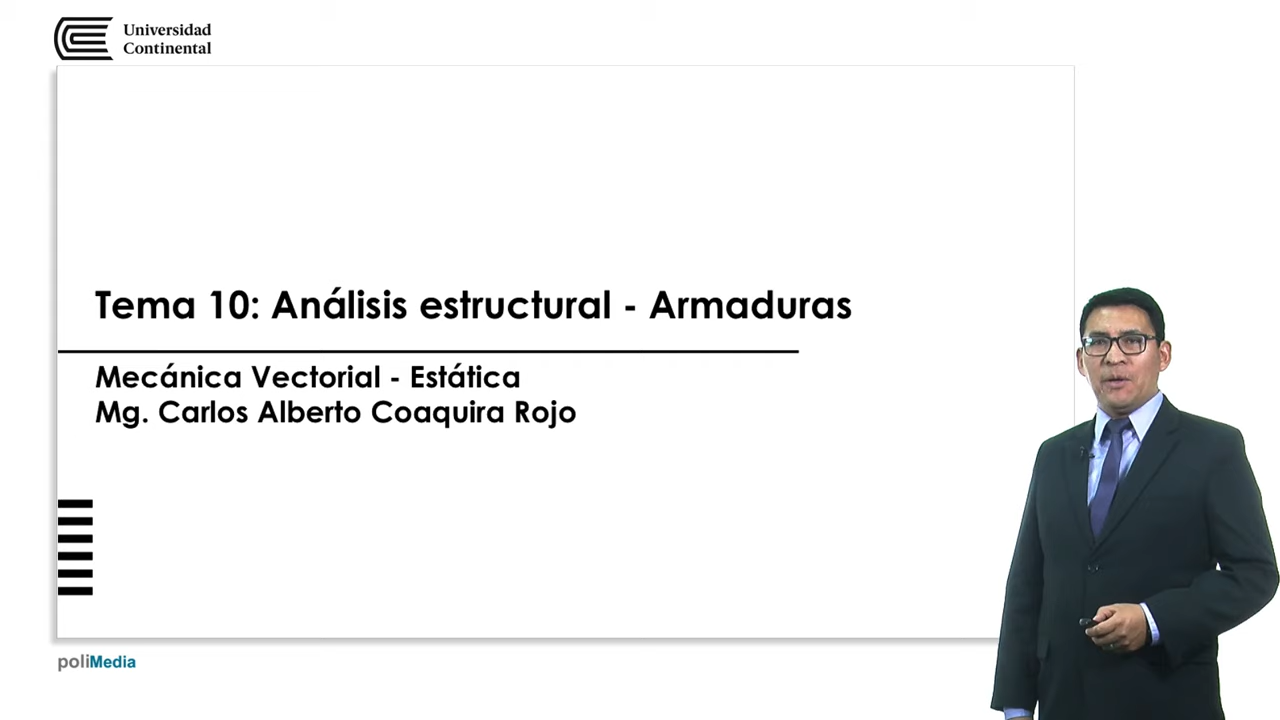 Universidad
Continental
Tema 10: Análisis estructural - Armaduras
Mecánica Vectorial - Estática
Mg. Carlos Alberto Coaquira Rojo
poliMedia